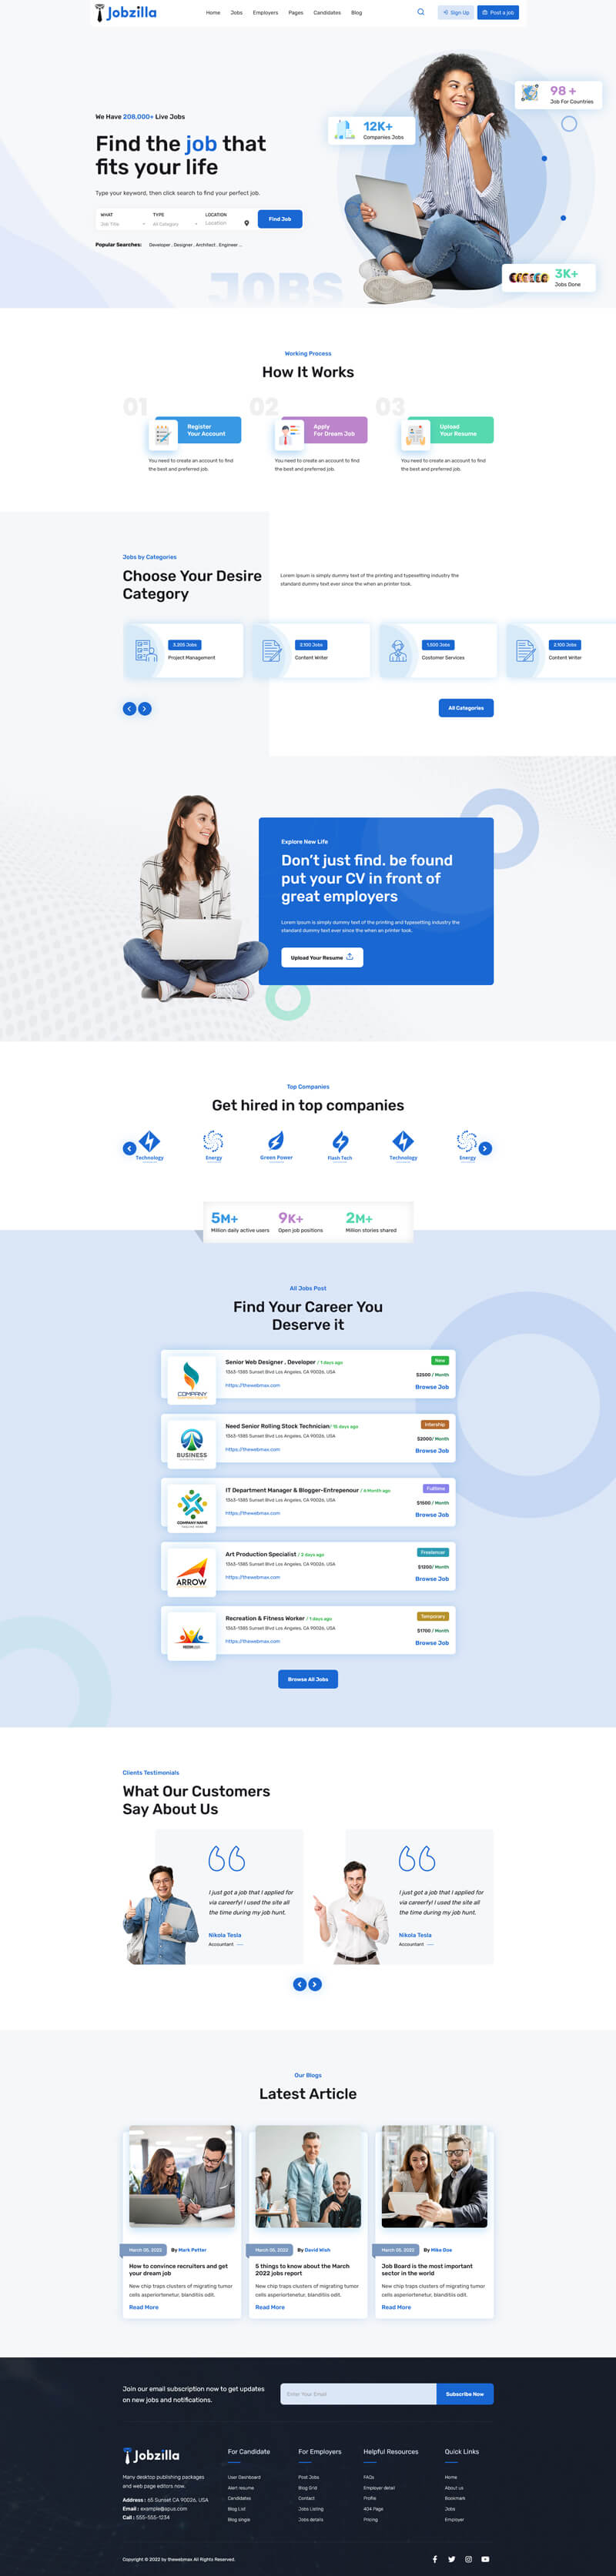 Jobzilla
Home Jobs Employers Pages Candidates Blog
Sign Up
Post a job
We Have 208,000+ Live Jobs
Find the job that
fits your life
Type your keyword, then click search to find your perfect job.
WHAT TYPE LOCATION
Job Title All Category Location
Find Job
Popular Searches: Developer , Designer , Architect , Engineer ...
JOBS
12K+
Companies Jobs
98 +
Job For Countries
3K+
Jobs Done
Working Process
How It Works
01
Register
Your Account
You need to create an account to find
the best and preferred job.
02
Apply
For Dream Job
You need to create an account to find
the best and preferred job.
03
Upload
Your Resume
You need to create an account to find
the best and preferred job.
Jobs by Categories
Choose Your Desire
Category
Lorem Ipsum is simply dummy text of the printing and typesetting industry the
standard dummy text ever since the when an printer took.
3,205 Jobs
Project Management
2,100 Jobs
Content Writer
1,500 Jobs
Customer Services
2,100 Jobs
Content Writer
All Categories
Explore New Life
Don't just find. be found
put your CV in front of
great employers
Lorem Ipsum is simply dummy text of the printing and typesetting industry the
standard dummy text ever since the when an printer took.
Upload Your Resume
Top Companies
Get hired in top companies
Technology
Energy
Green Power
Flash Tech
Technology
Energy
5M+
Million daily active users
9K+
Open job positions
2M+
Million stories shared
All Jobs Post
Find Your Career You
Deserve it
COMPANY
Senior Web Designer , Developer / 1 days ago
1363-1385 Sunset Blvd Los Angeles, CA 90026, USA
https://thewebmax.com
New
$2500 / Month
Browse Job
BUSINESS
Need Senior Rolling Stock Technician/ 15 days ago
1363-1385 Sunset Blvd Los Angeles, CA 90026, USA
https://thewebmax.com
Intership
$2000/ Month
Browse Job
COMPANY NAME
IT Department Manager & Blogger-Entrepenour / 6 Month ago
1363-1385 Sunset Blvd Los Angeles, CA 90026, USA
https://thewebmax.com
Fulltime
$1500 / Month
Browse Job
ARROW
Art Production Specialist / 2 days ago
1363-1385 Sunset Blvd Los Angeles, CA 90026, USA
https://thewebmax.com
Freelancer
$1200/ Month
Browse Job
Recreation & Fitness Worker / 1 days ago
1363-1385 Sunset Blvd Los Angeles, CA 90026, USA
https://thewebmax.com
Temporary
$1700 / Month
Browse Job
Browse All Jobs
Clients Testimonials
What Our Customers
Say About Us
I just got a job that I applied for
via careerfy! I used the site all
the time during my job hunt.
Nikola Tesla
Accountant
I just got a job that I applied for
via careerfy! I used the site all
the time during my job hunt.
Nikola Tesla
Accountant
Our Blogs
Latest Article
March 05, 2022 By Mark Petter
How to convince recruiters and get
your dream job
New chip traps clusters of migrating tumor
cells asperiortenetur, blanditiis odit.
Read More
March 05, 2022 By David Wish
5 things to know about the March
2022 jobs report
New chip traps clusters of migrating tumor
cells asperiortenetur, blanditiis odit.
Read More
March 05, 2022 By Mike Doe
Job Board is the most important
sector in the world
New chip traps clusters of migrating tumor
cells asperiortenetur, blanditiis odit.
Read More
Join our email subscription now to get updates
on new jobs and notifications.
Enter Your Email
Subscribe Now
Jobzilla
Many desktop publishing packages
and web page editors now.
Address : 65 Sunset CA 90026, USA
Email : example@apus.com
Call : 555-555-1234
For Candidate
User Dashboard
Alert resume
Candidates
Blog List
Blog single
For Employers
Post Jobs
Blog Grid
Contact
Jobs Listing
Jobs details
Helpful Resources
FAQs
Employer detail
Profile
404 Page
Pricing
Quick Links
Home
About us
Bookmark
Jobs
Employer
Copyright © 2022 by thewebmax All Rights Reserved.